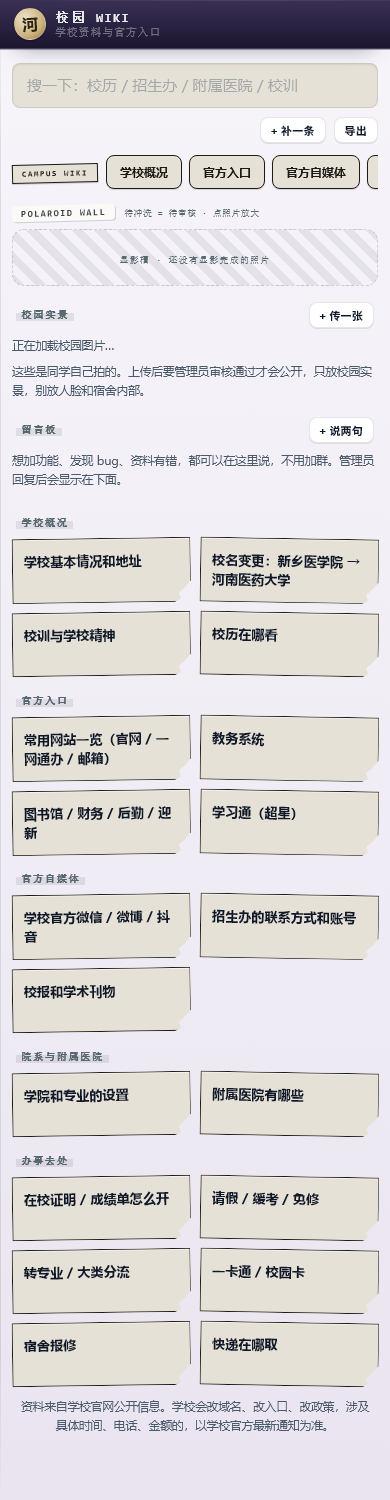 河
校园 WIKI
学校资料与官方入口
搜一下：校历 / 招生办 / 附属医院 / 校训
+ 补一条
导出
CAMPUS WIKI
学校概况
官方入口
官方自媒体
POLAROID WALL
待冲洗 = 待审核 · 点照片放大
显影槽 · 还没有显影完成的照片
校园实景
+ 传一张
正在加载校园图片…
这些是同学自己拍的。上传后要管理员审核通过才会公开，只放校园实
景，别放人脸和宿舍内部。
留言板
+ 说两句
想加功能、发现 bug、资料有错，都可以在这里说，不用加群。管理员
回复后会显示在下面。
学校概况
学校基本情况和地址
校名变更：新乡医学院 →
河南医药大学
校训与学校精神
校历在哪看
官方入口
常用网站一览（官网 / 一
网通办 / 邮箱）
教务系统
图书馆 / 财务 / 后勤 / 迎
新
学习通（超星）
官方自媒体
学校官方微信 / 微博 / 抖
音
招生办的联系方式和账号
校报和学术刊物
院系与附属医院
学院和专业的设置
附属医院有哪些
办事去处
在校证明 / 成绩单怎么开
请假 / 缓考 / 免修
转专业 / 大类分流
一卡通 / 校园卡
宿舍报修
快递在哪取
资料来自学校官网公开信息。学校会改域名、改入口、改政策，涉及
具体时间、电话、金额的，以学校官方最新通知为准。